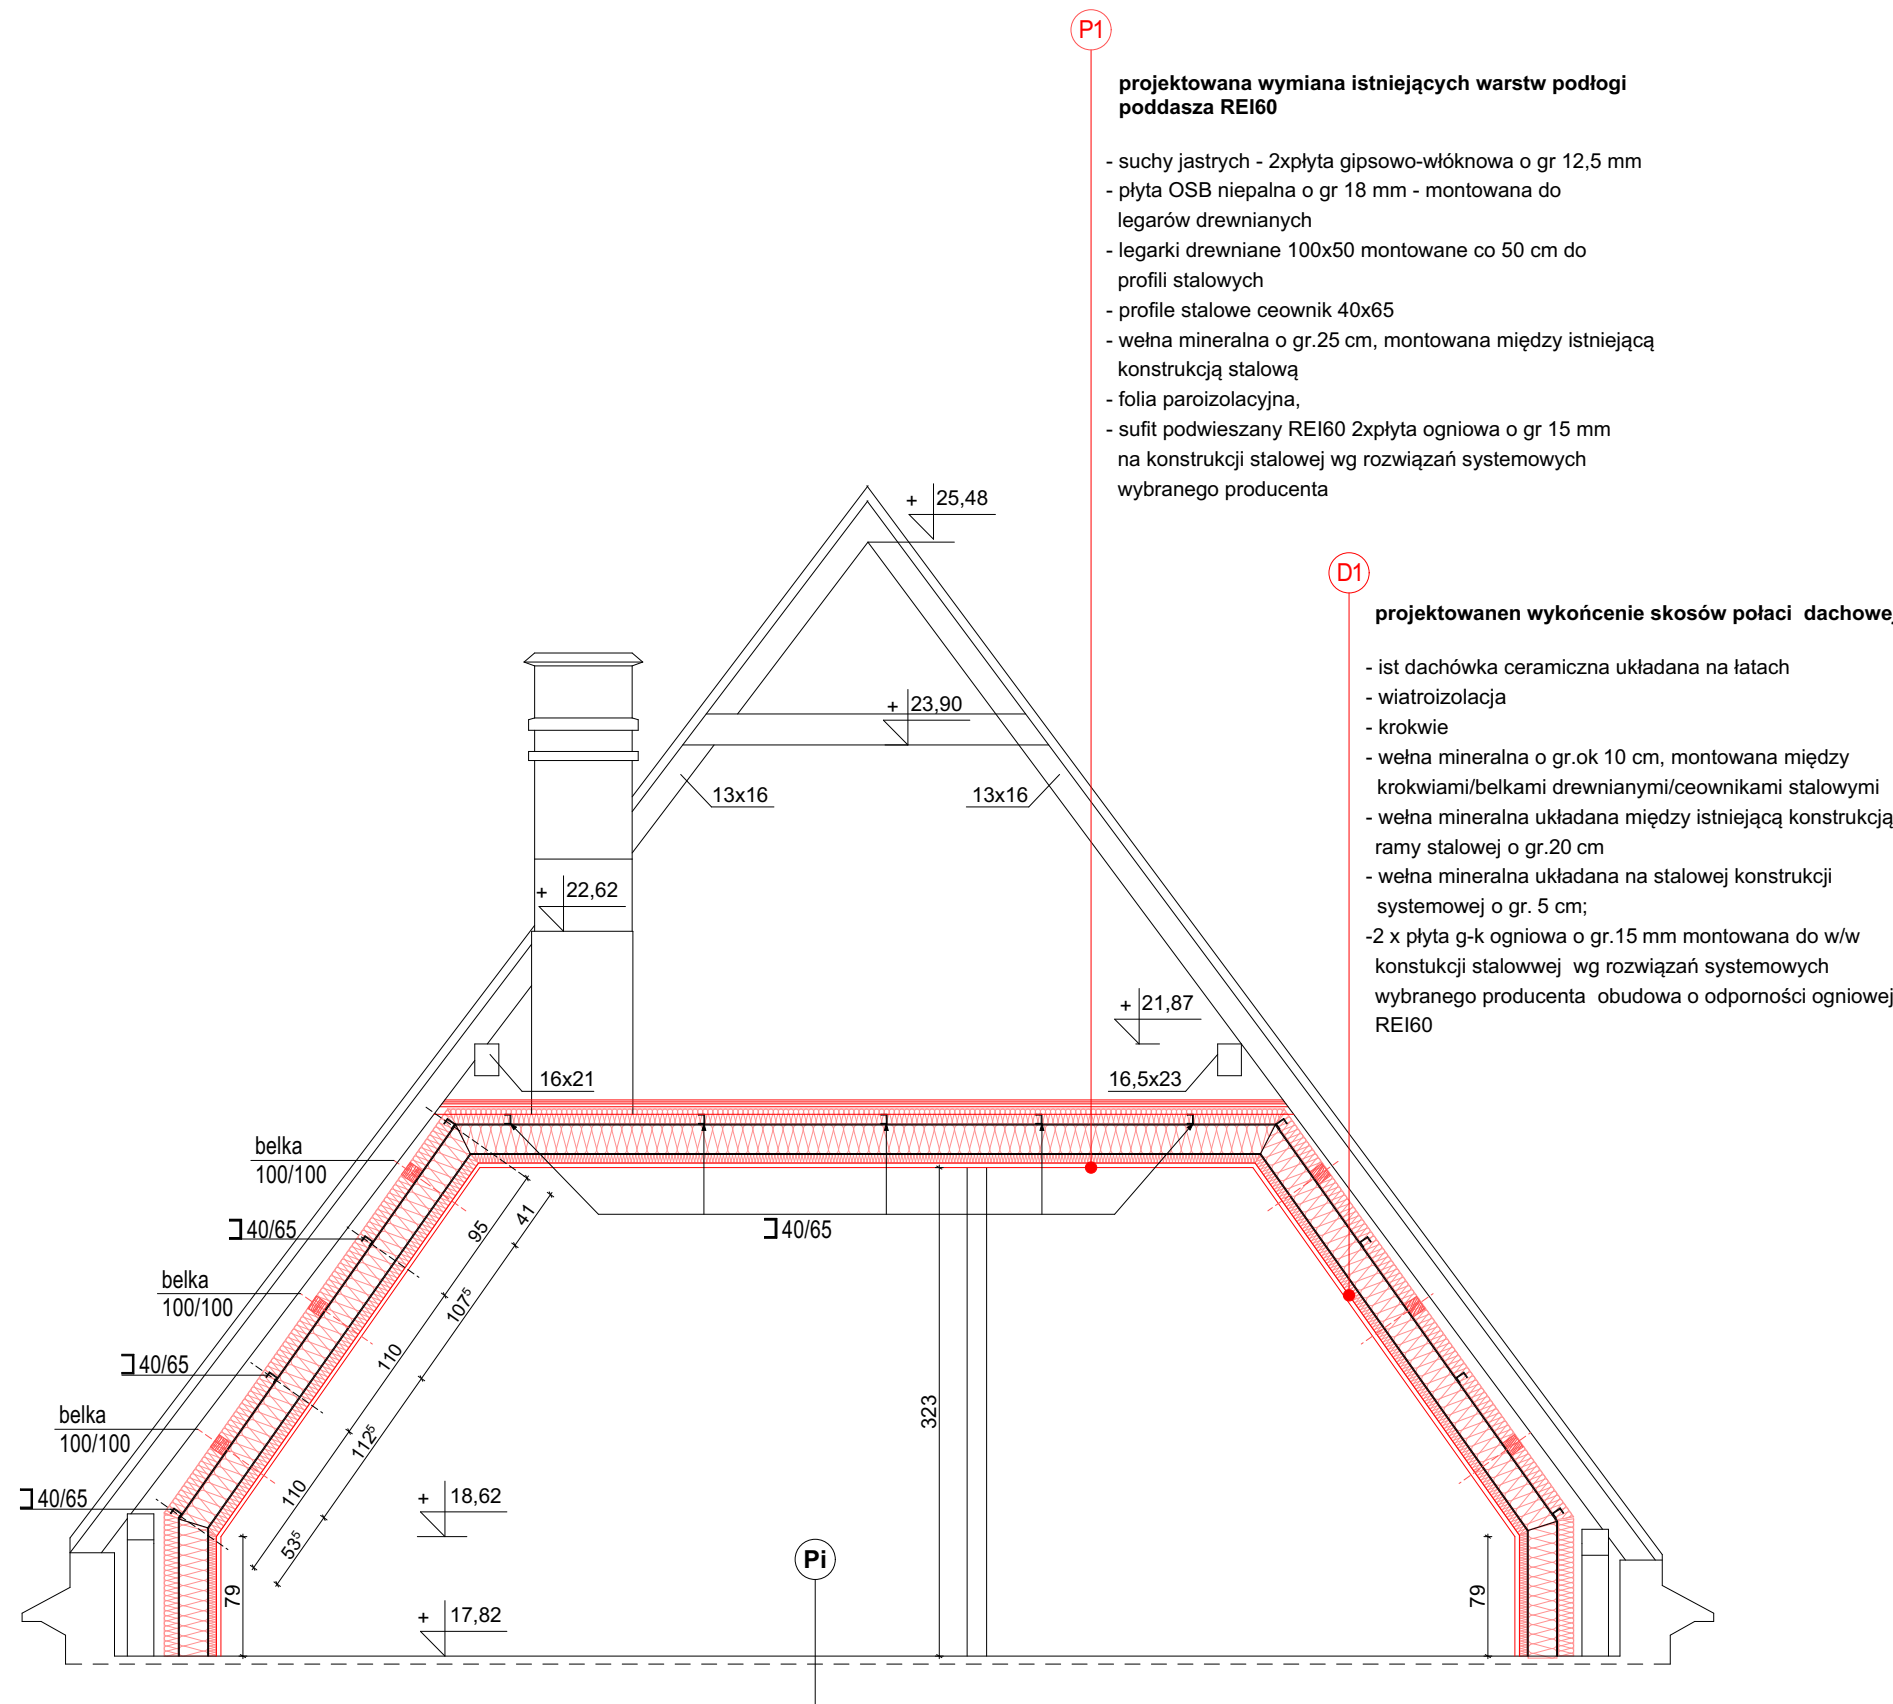 P1
projektowana wymiana istniejących warstw podłogi
poddasza REI60
- suchy jastrych - 2xpłyta gipsowo-włóknowa o gr 12,5 mm
- płyta OSB niepalna o gr 18 mm - montowana do
legarów drewnianych
- legarki drewniane 100x50 montowane co 50 cm do
profili stalowych
- profile stalowe ceownik 40x65
- wełna mineralna o gr.25 cm, montowana między istniejącą
konstrukcją stalową
- folia paroizolacyjna,
- sufit podwieszany REI60 2xpłyta ogniowa o gr 15 mm
na konstrukcji stalowej wg rozwiązań systemowych
wybranego producenta
+ 25,48
D1
projektowanen wykońcenie skosów połaci dachowej
- ist dachówka ceramiczna układana na łatach
- wiatroizolacja
- krokwie
- wełna mineralna o gr.ok 10 cm, montowana między
krokwiami/belkami drewnianymi/ceownikami stalowymi
- wełna mineralna układana między istniejącą konstrukcją
ramy stalowej o gr.20 cm
- wełna mineralna układana na stalowej konstrukcji
systemowej o gr. 5 cm;
-2 x płyta g-k ogniowa o gr.15 mm montowana do w/w
konstukcji stalowwej wg rozwiązań systemowych
wybranego producenta obudowa o odporności ogniowej
REI60
+ 23,90
13x16
13x16
+ 22,62
+ 21,87
16x21
16,5x23
belka
100/100
40/65
40/65
belka
100/100
40/65
belka
100/100
40/65
95
41
107⁵
110
112⁵
110
53⁵
323
79
79
+ 18,62
+ 17,82
Pi